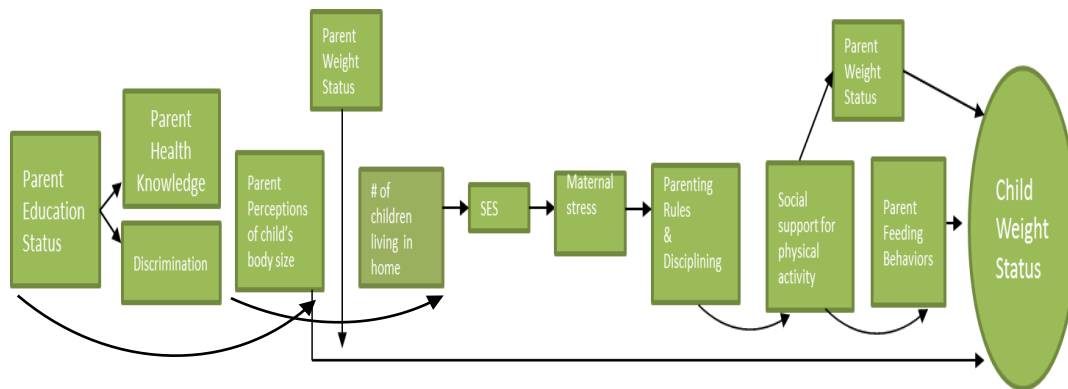 Parent
Education
Status
Parent
Health
Knowledge
Discrimination
Parent
Perceptions
of child's
body size
Parent
Weight
Status
# of
children
living in
home
SES
Maternal
stress
Parenting
Rules
&
Disciplining
Social
support for
physical
activity
Parent
Weight
Status
Parent
Feeding
Behaviors
Child
Weight
Status